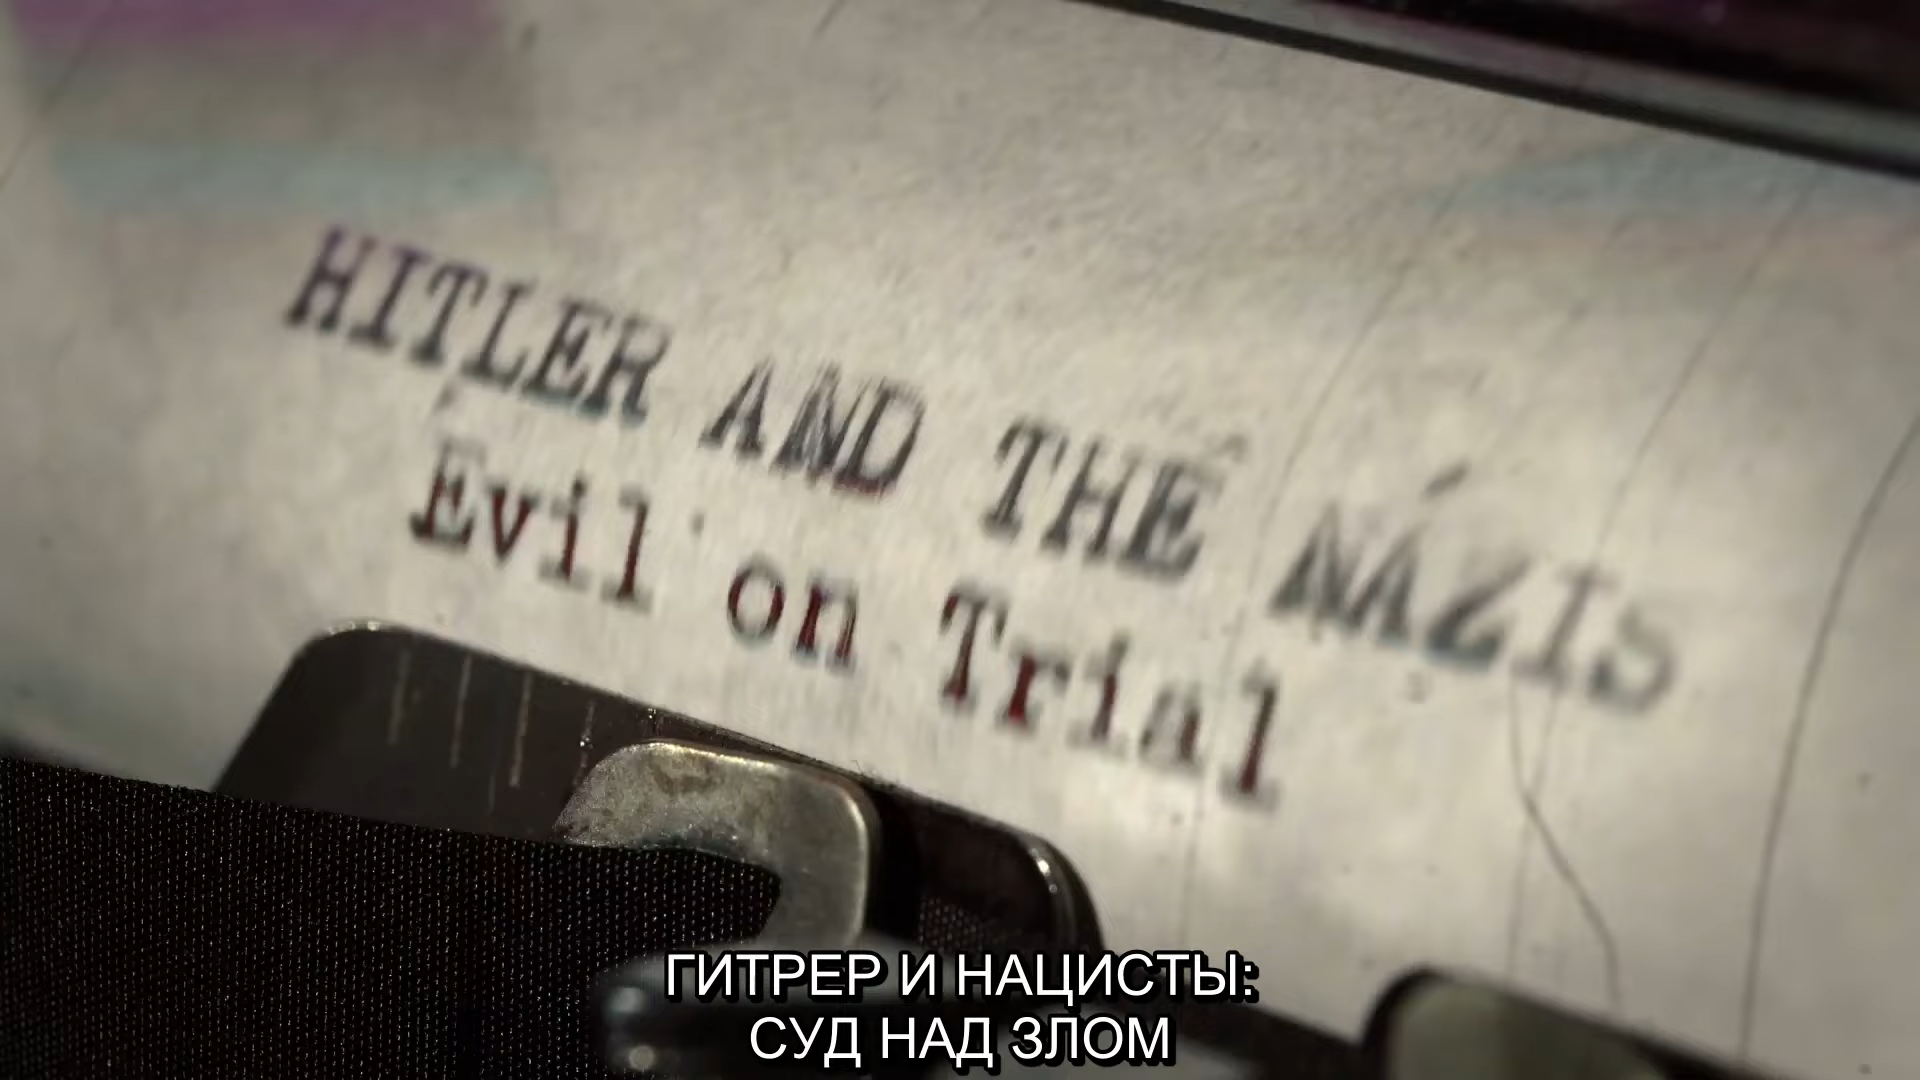 HITLER AND THE NAZIS
Evil on Trial
ГИТРЕР И НАЦИСТЫ:
СУД НАД ЗЛОМ